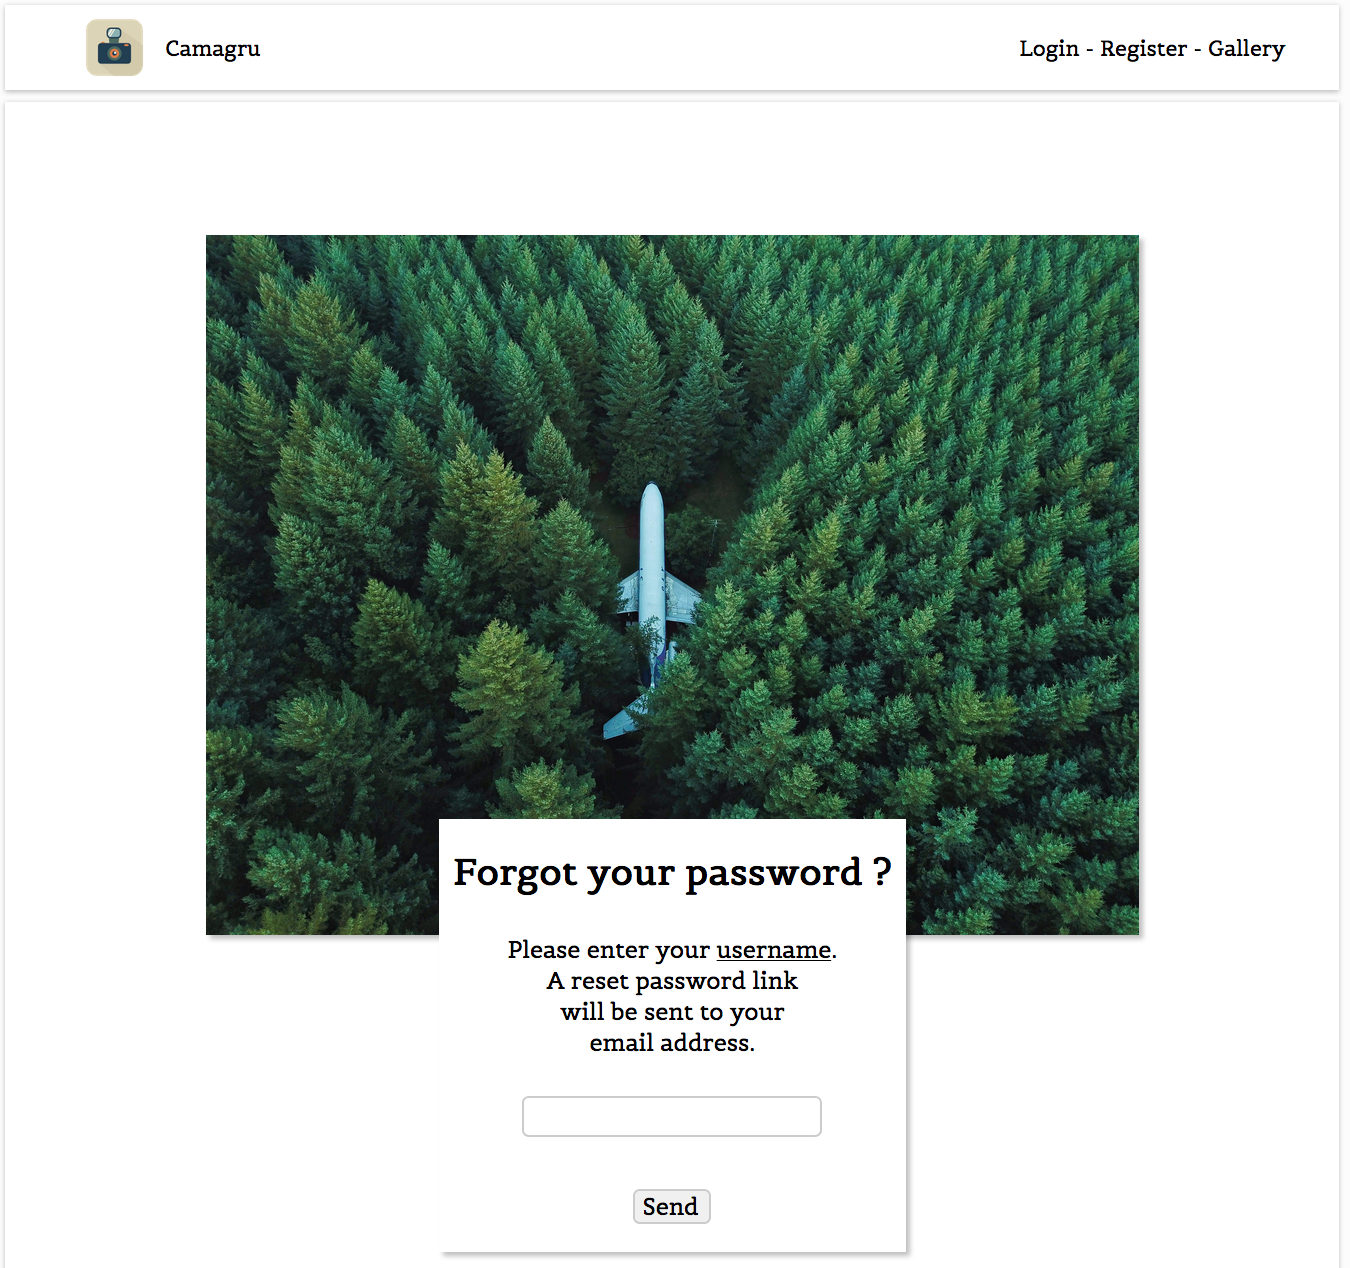 Camagru
Login - Register - Gallery
Forgot your password ?
Please enter your username.
A reset password link
will be sent to your
email address.
Send